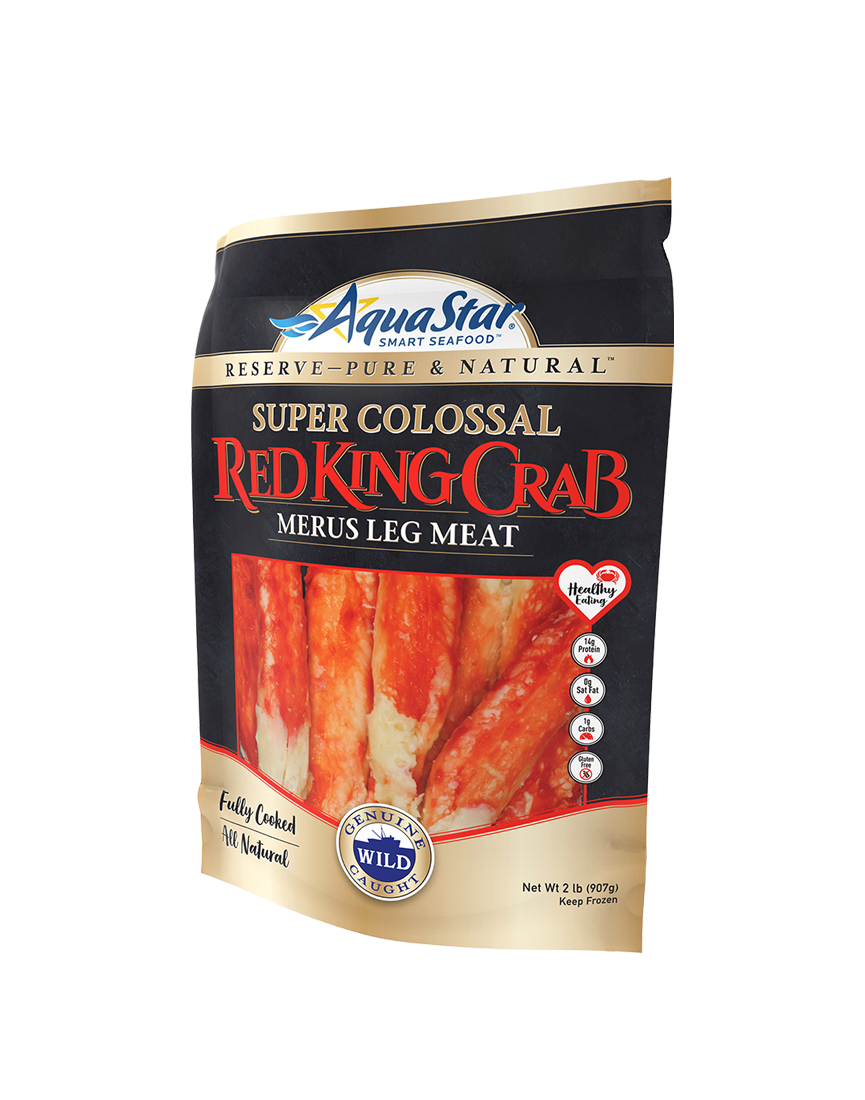 AquaStar®
SMART SEAFOOD™
RESERVE–PURE & NATURAL™
SUPER COLOSSAL
RED KING CRAB
MERUS LEG MEAT
Healthy
Eating
14g
Protein
0g
Sat Fat
1g
Carbs
Gluten
Free
Fully Cooked
All Natural
GENUINE
WILD
CAUGHT
Net Wt 2 lb (907g)
Keep Frozen